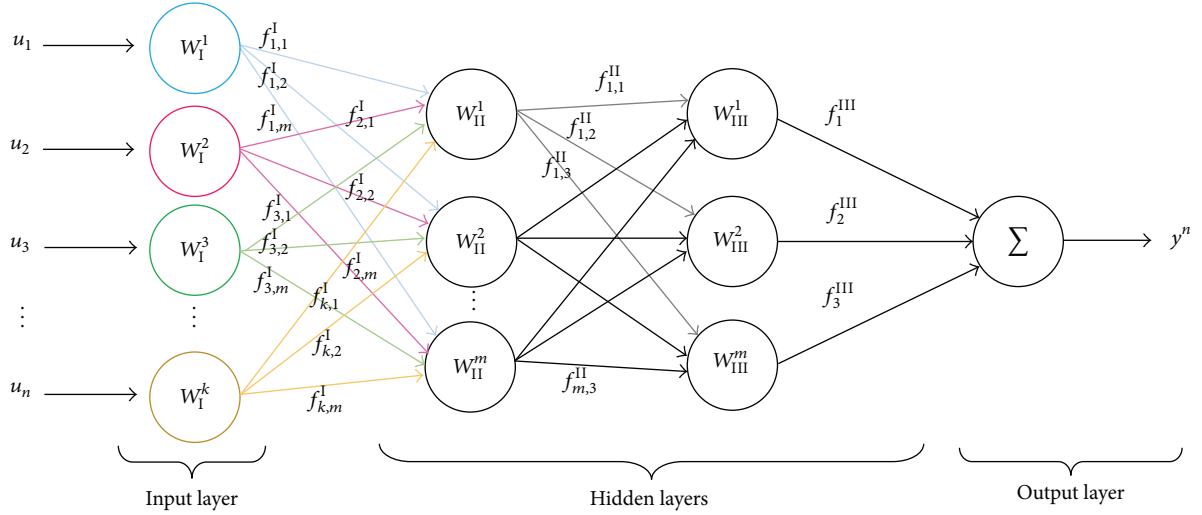 u₁
W_I^1
f_{1,1}^I
f_{1,2}^I
f_{1,m}^I
u₂
W_I^2
f_{2,1}^I
f_{2,2}^I
f_{2,m}^I
u₃
W_I^3
f_{3,1}^I
f_{3,2}^I
f_{3,m}^I
⋮
⋮
uₙ
W_I^k
f_{k,1}^I
f_{k,2}^I
f_{k,m}^I
W_II^1
W_II^2
⋮
W_II^m
f_{1,1}^II
f_{1,2}^II
f_{1,3}^II
f_{m,3}^II
W_III^1
W_III^2
W_III^m
f_1^III
f_2^III
f_3^III
∑
yⁿ
Input layer
Hidden layers
Output layer